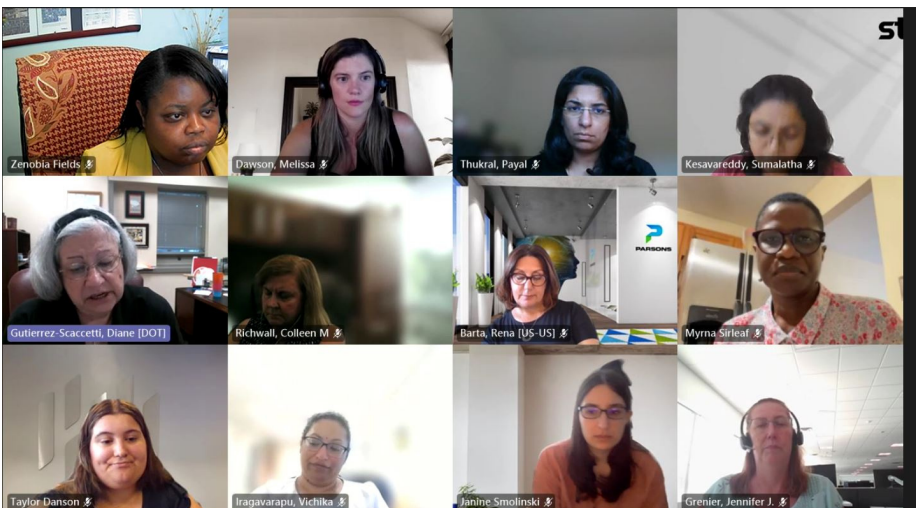 st
Zenobia Fields
Dawson, Melissa
Thukral, Payal
Kesavareddy, Sumalatha
PARSONS
Gutierrez-Scaccetti, Diane [DOT]
Richwall, Colleen M
Barta, Rena [US-US]
Myrna Sirleaf
Taylor Danson
Iragavarapu, Vichika
Janine Smolinski
Grenier, Jennifer J.